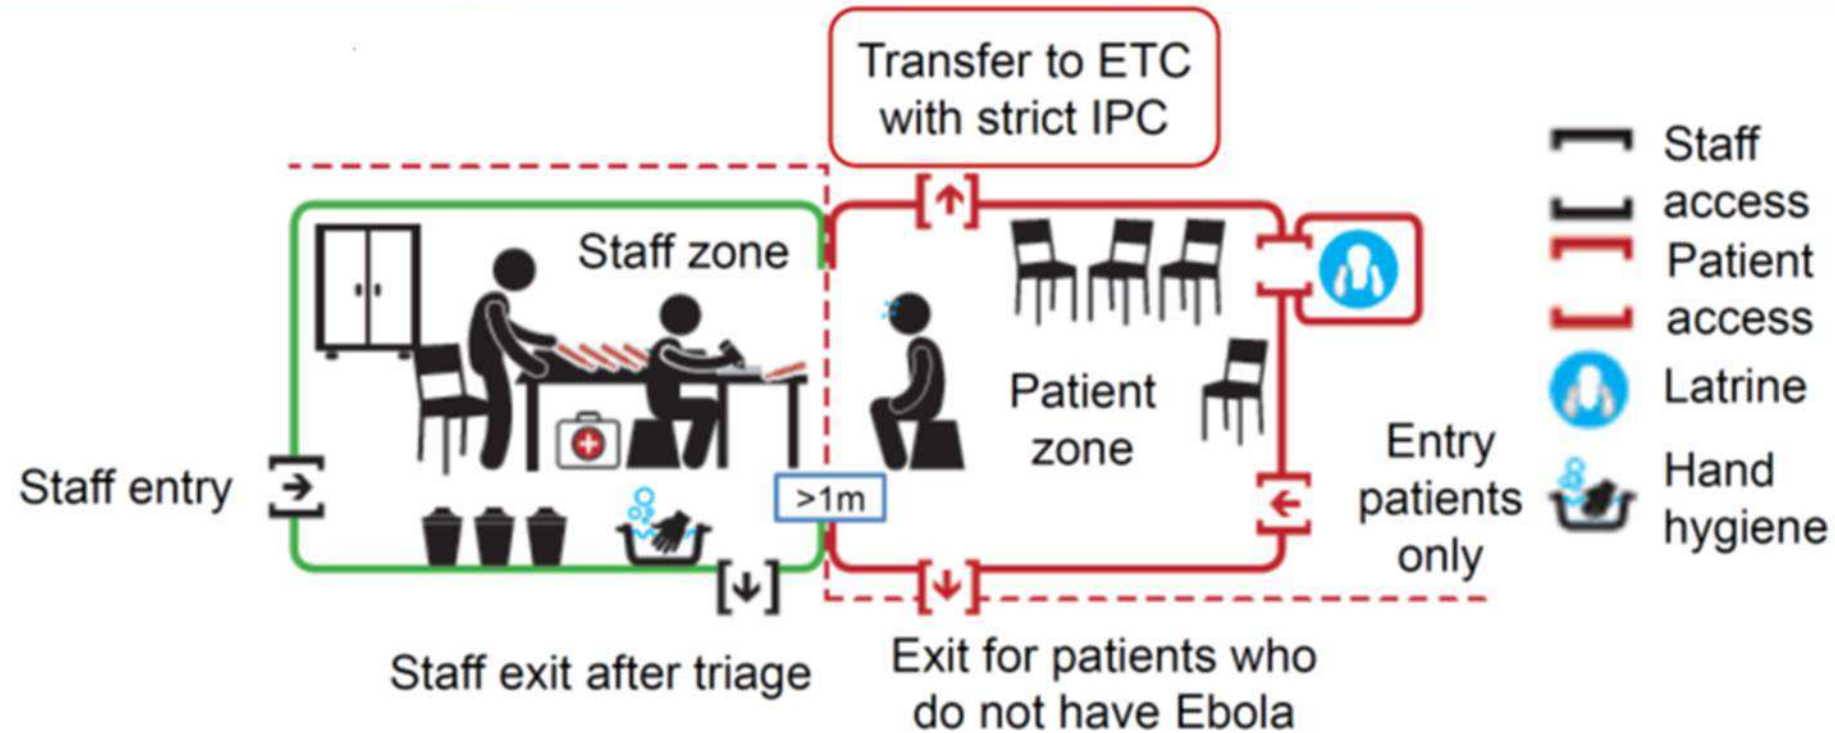 Transfer to ETC
with strict IPC
Staff zone
Patient
zone
>1m
Staff entry
Entry
patients
only
Staff exit after triage
Exit for patients who
do not have Ebola
Staff
access
Patient
access
Latrine
Hand
hygiene